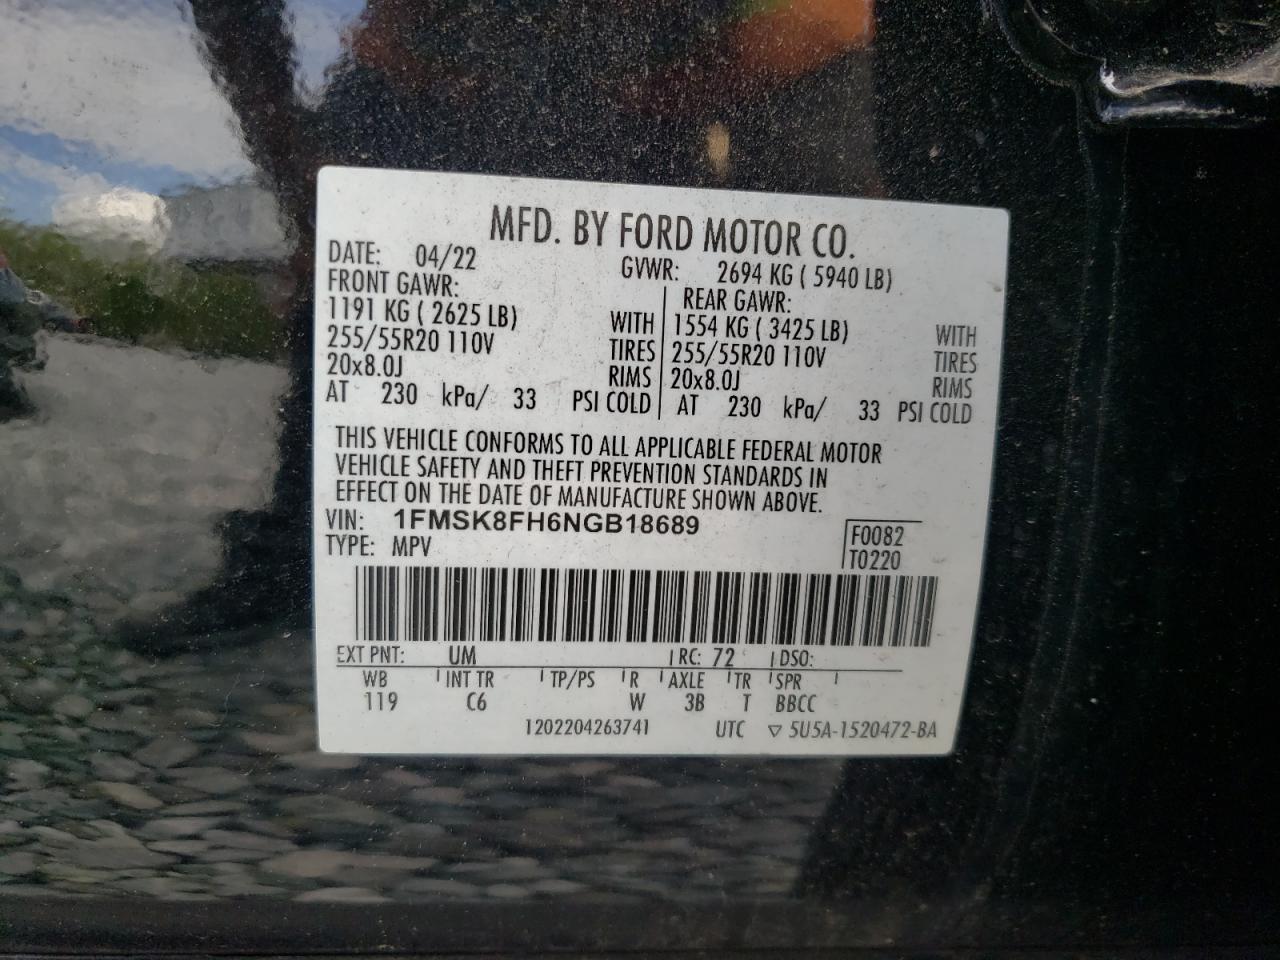 MFD. BY FORD MOTOR CO.
DATE: 04/22 GVWR: 2694 KG ( 5940 LB)
FRONT GAWR: REAR GAWR:
1191 KG ( 2625 LB) WITH 1554 KG ( 3425 LB) WITH
255/55R20 110V TIRES 255/55R20 110V TIRES
20x8.0J RIMS 20x8.0J RIMS
AT 230 kPa/ 33 PSI COLD AT 230 kPa/ 33 PSI COLD
THIS VEHICLE CONFORMS TO ALL APPLICABLE FEDERAL MOTOR
VEHICLE SAFETY AND THEFT PREVENTION STANDARDS IN
EFFECT ON THE DATE OF MANUFACTURE SHOWN ABOVE.
VIN: 1FMSK8FH6NGB18689 F0082
TYPE: MPV T0220
EXT PNT: UM RC: 72 DSO:
WB INT TR TP/PS R AXLE TR SPR
119 C6 W 3B T BBCC
1202204263741 UTC ▽ 5U5A-1520472-BA